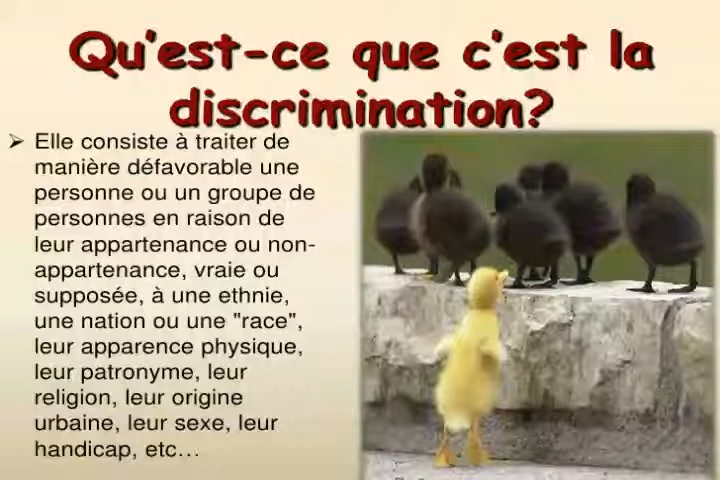 Qu'est-ce que c'est la
discrimination?
Elle consiste à traiter de
manière défavorable une
personne ou un groupe de
personnes en raison de
leur appartenance ou non-
appartenance, vraie ou
supposée, à une ethnie,
une nation ou une "race",
leur apparence physique,
leur patronyme, leur
religion, leur origine
urbaine, leur sexe, leur
handicap, etc…